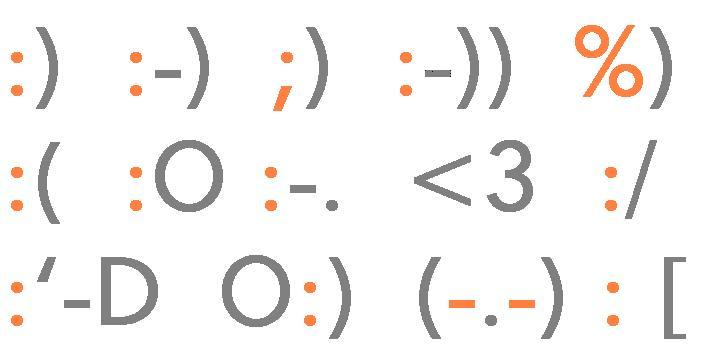 :) :-) ;) :-)) %)
:( :O :-. <3 :/
:‘-D O:) (-.-) : [